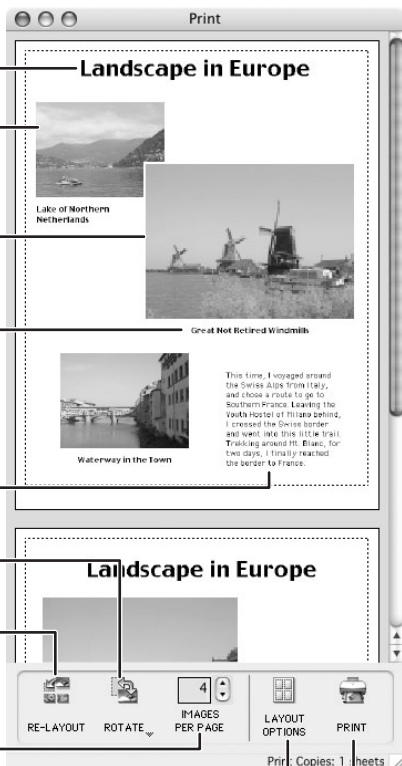 Print
Landscape in Europe
Lake of Northern
Netherlands
Great Not Retired Windmills
This time, I voyaged around
the Swiss Alps from Italy,
and chose a route to go to
Southern France. Leaving the
Youth Hostel of Milano behind,
I crossed the Swiss border
and went into this little trail.
Trekking around Mt. Blanc, for
two days, I finally reached
the border to France.
Waterway in the Town
Landscape in Europe
4
RE-LAYOUT
ROTATE
IMAGES
PER PAGE
LAYOUT
OPTIONS
PRINT
Print Copies: 1 sheets